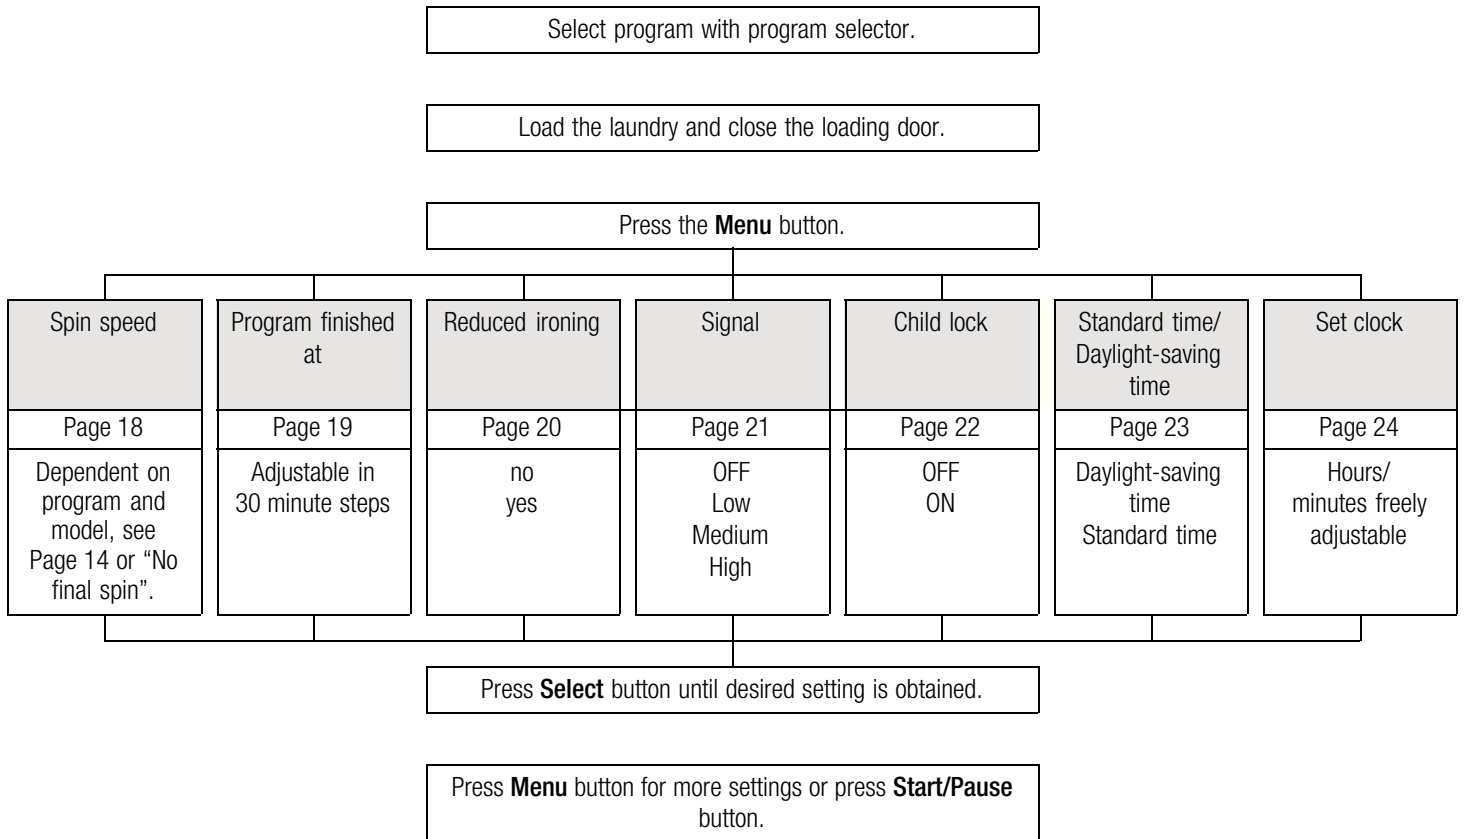 Select program with program selector.
Load the laundry and close the loading door.
Press the Menu button.
Spin speed
Program finished
at
Reduced ironing
Signal
Child lock
Standard time/
Daylight-saving
time
Set clock
Page 18
Page 19
Page 20
Page 21
Page 22
Page 23
Page 24
Dependent on
program and
model, see
Page 14 or “No
final spin”.
Adjustable in
30 minute steps
no
yes
OFF
Low
Medium
High
OFF
ON
Daylight-saving
time
Standard time
Hours/
minutes freely
adjustable
Press Select button until desired setting is obtained.
Press Menu button for more settings or press Start/Pause
button.